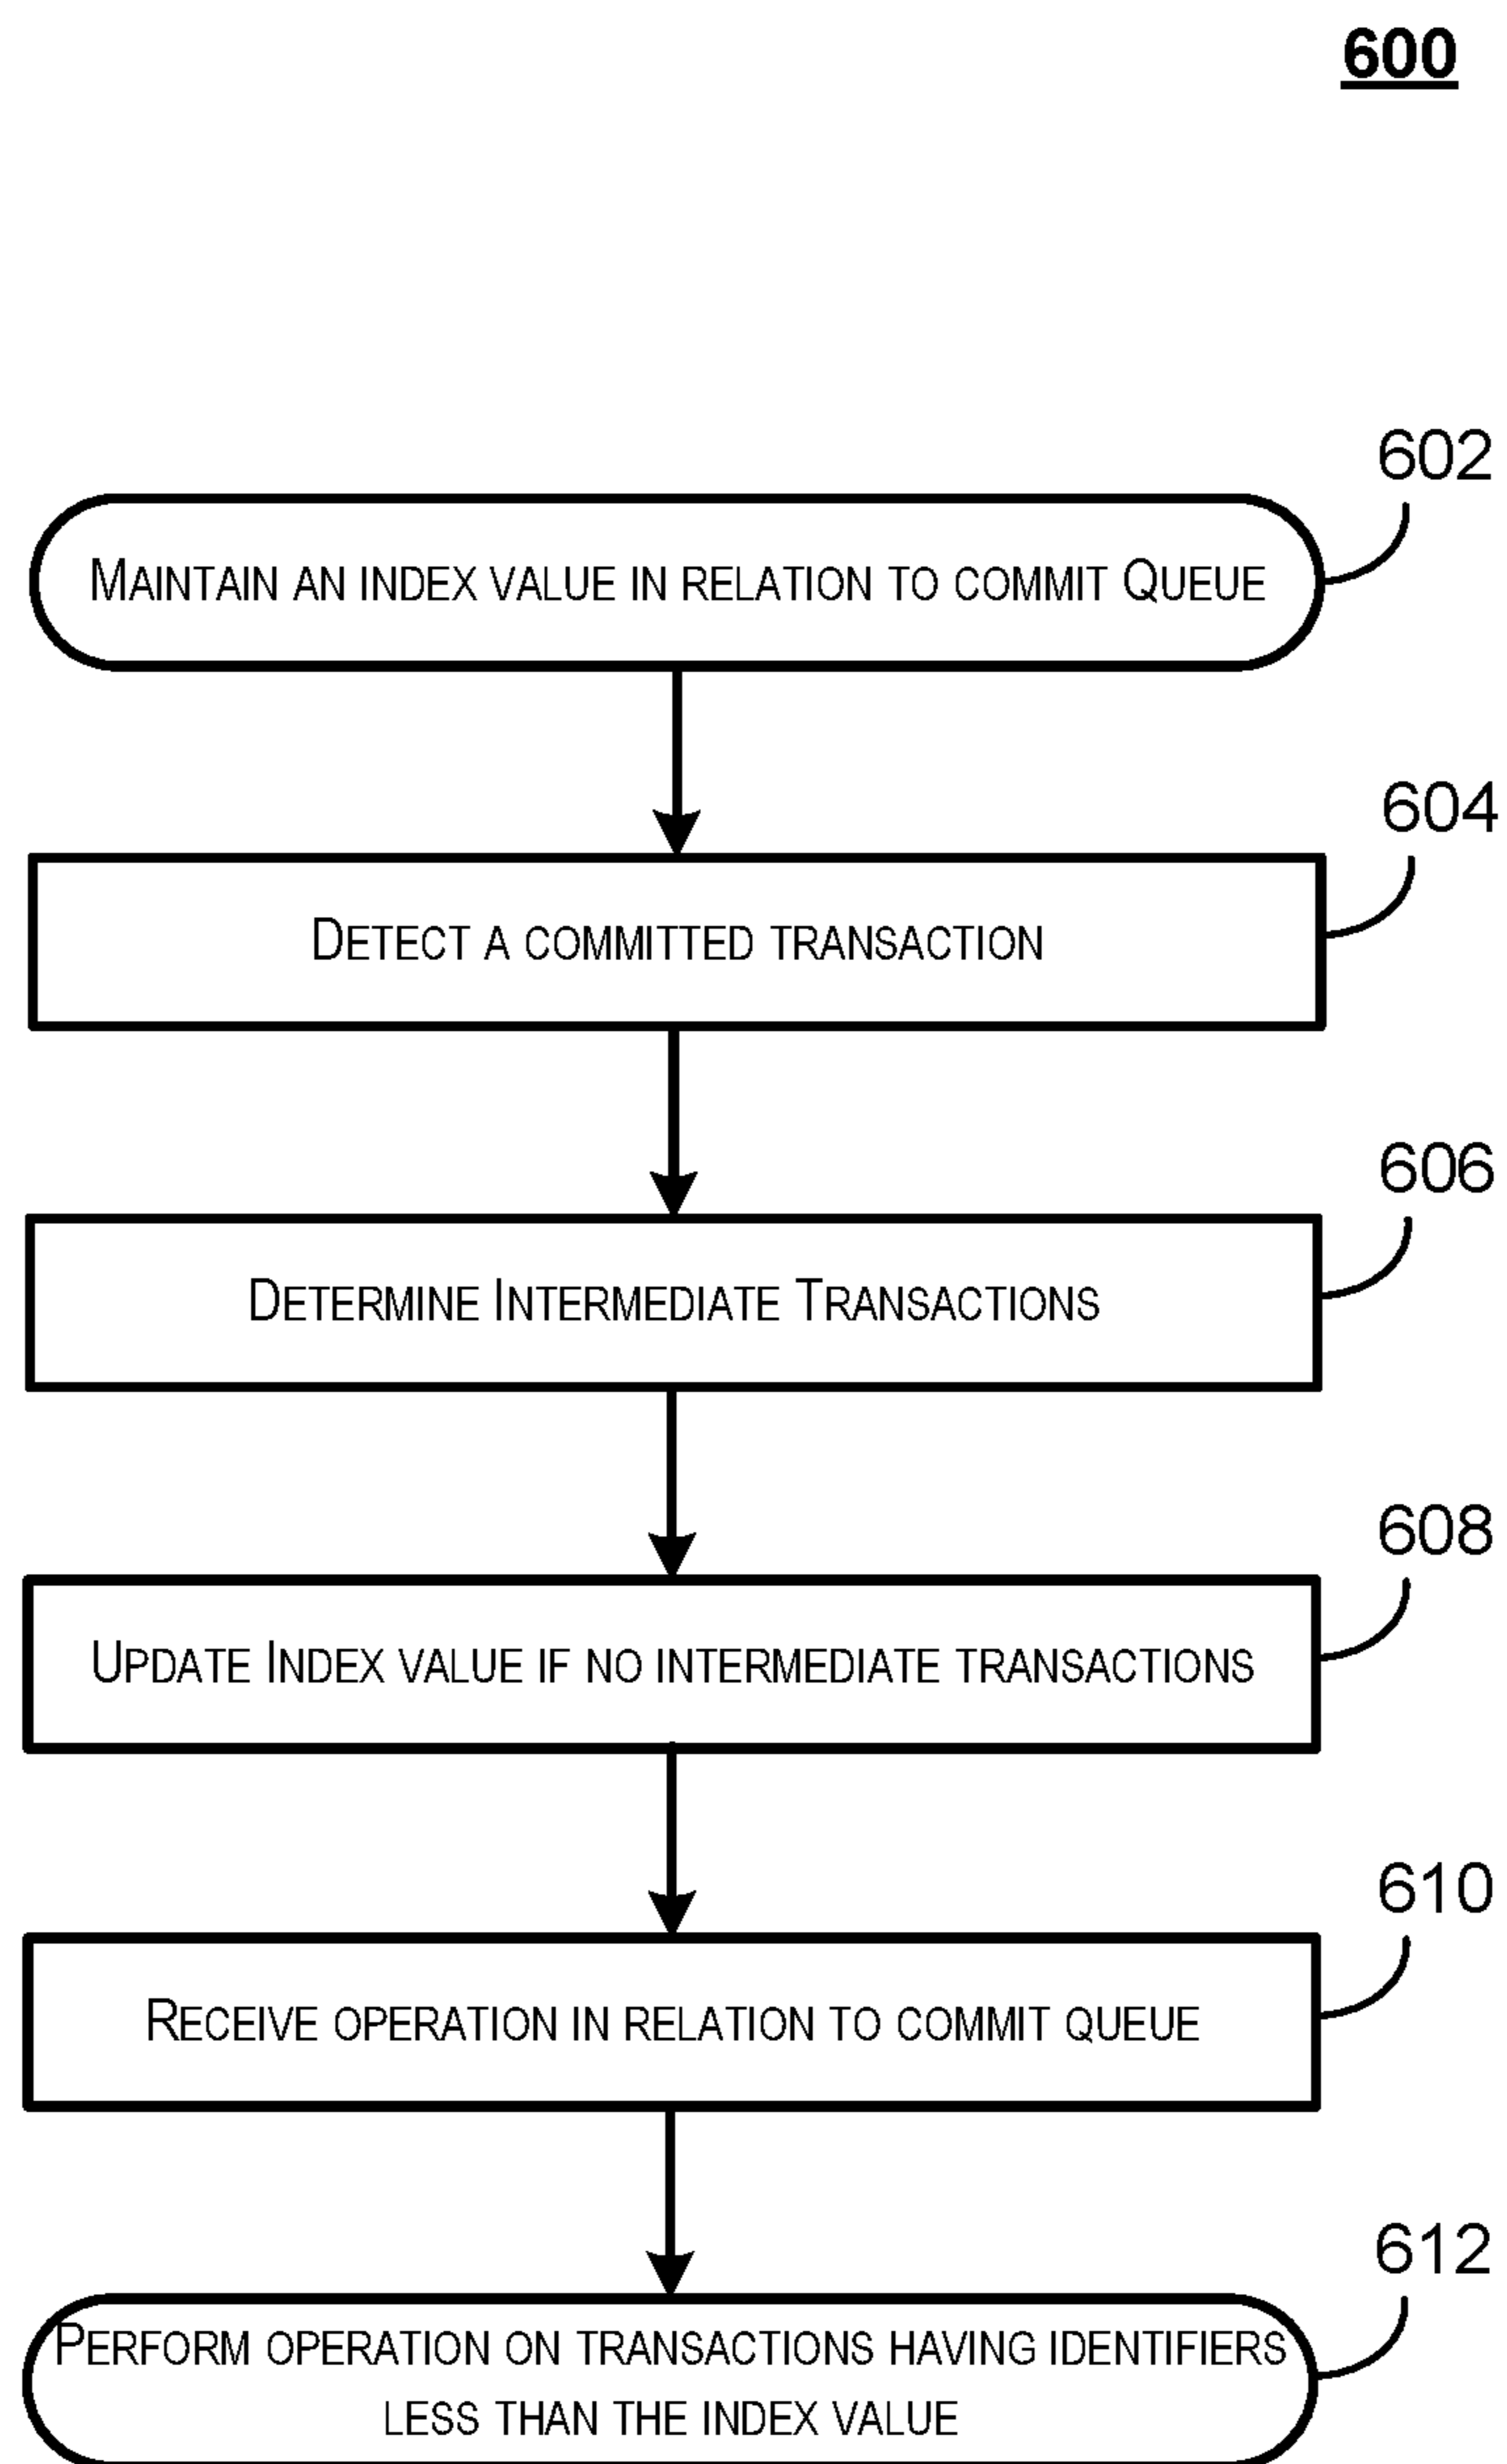 600
602
MAINTAIN AN INDEX VALUE IN RELATION TO COMMIT QUEUE
604
DETECT A COMMITTED TRANSACTION
606
DETERMINE INTERMEDIATE TRANSACTIONS
608
UPDATE INDEX VALUE IF NO INTERMEDIATE TRANSACTIONS
610
RECEIVE OPERATION IN RELATION TO COMMIT QUEUE
612
PERFORM OPERATION ON TRANSACTIONS HAVING IDENTIFIERS
LESS THAN THE INDEX VALUE